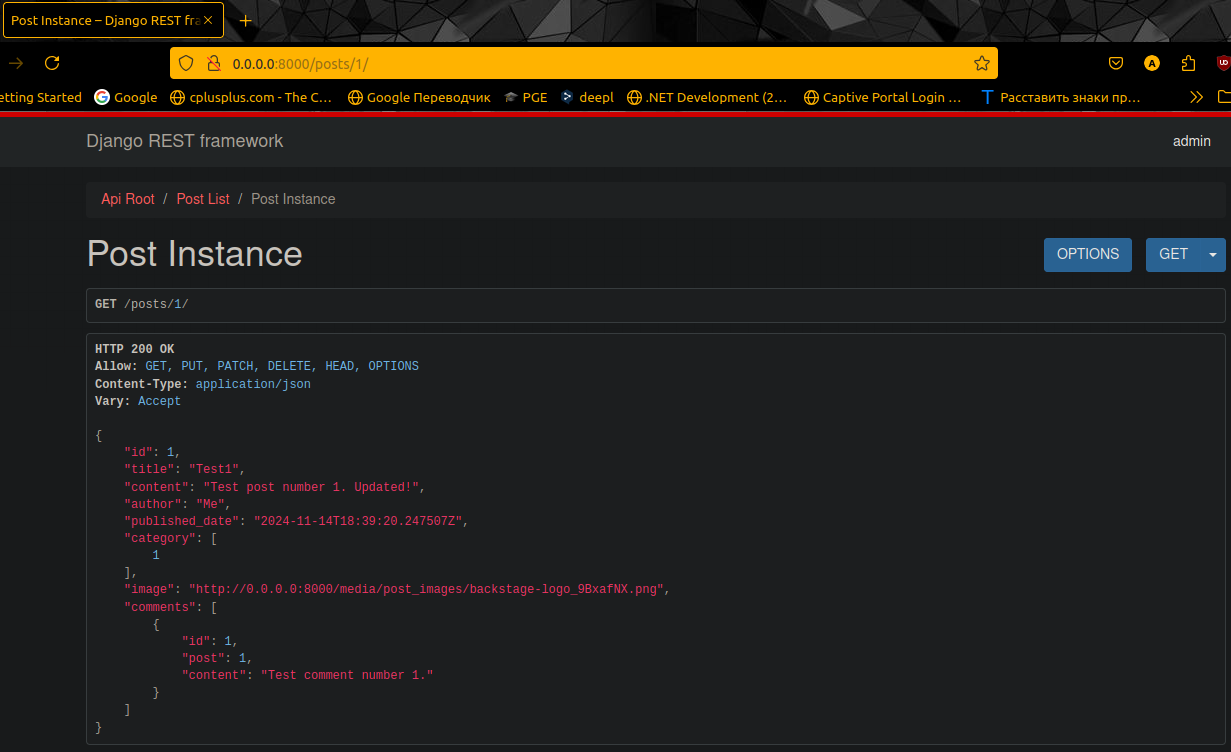 Post Instance – Django REST fra
0.0.0.0:8000/posts/1/
etting Started Google cplusplus.com - The C… Google Переводчик PGE deepl .NET Development (2… Captive Portal Login … Расставить знаки пр…
Django REST framework admin
Api Root / Post List / Post Instance
Post Instance OPTIONS GET
GET /posts/1/
HTTP 200 OK
Allow: GET, PUT, PATCH, DELETE, HEAD, OPTIONS
Content-Type: application/json
Vary: Accept
{
    "id": 1,
    "title": "Test1",
    "content": "Test post number 1. Updated!",
    "author": "Me",
    "published_date": "2024-11-14T18:39:20.247507Z",
    "category": [
        1
    ],
    "image": "http://0.0.0.0:8000/media/post_images/backstage-logo_9BxafNX.png",
    "comments": [
        {
            "id": 1,
            "post": 1,
            "content": "Test comment number 1."
        }
    ]
}